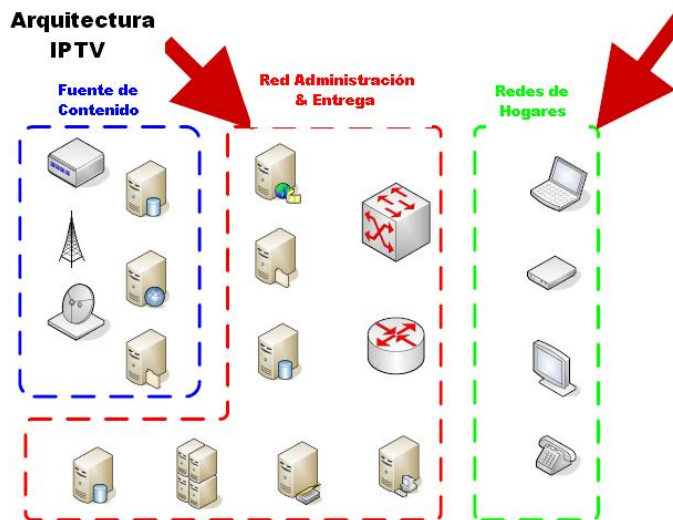 Arquitectura
IPTV
Fuente de
Contenido
Red Administración
& Entrega
Redes de
Hogares